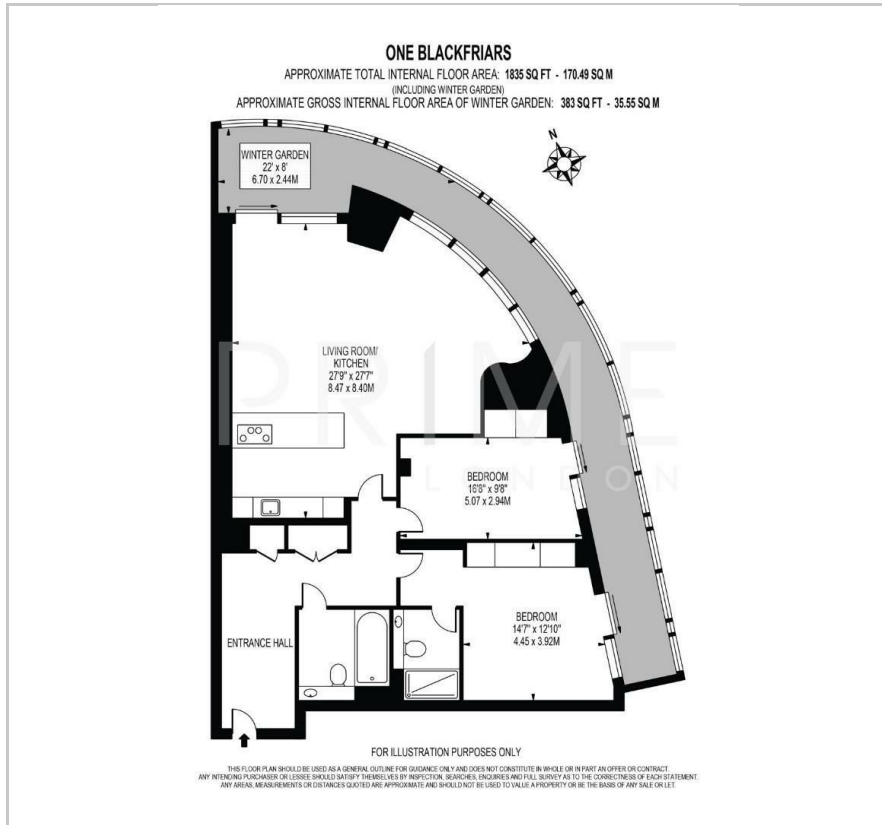 ONE BLACKFRIARS
APPROXIMATE TOTAL INTERNAL FLOOR AREA: 1835 SQ FT - 170.49 SQ M
(INCLUDING WINTER GARDEN)
APPROXIMATE GROSS INTERNAL FLOOR AREA OF WINTER GARDEN: 383 SQ FT - 35.55 SQ M
N
WINTER GARDEN
22' x 8'
6.70 x 2.44M
LIVING ROOM/
KITCHEN
27'9" x 27'7"
8.47 x 8.40M
PRIME
LONDON
BEDROOM
16'8" x 9'8"
5.07 x 2.94M
BEDROOM
14'7" x 12'10"
4.45 x 3.92M
ENTRANCE HALL
FOR ILLUSTRATION PURPOSES ONLY
THIS FLOOR PLAN SHOULD BE USED AS A GENERAL OUTLINE FOR GUIDANCE ONLY AND DOES NOT CONSTITUTE IN WHOLE OR IN PART AN OFFER OR CONTRACT.
ANY INTENDING PURCHASER OR LESSEE SHOULD SATISFY THEMSELVES BY INSPECTION, SEARCHES, ENQUIRIES AND FULL SURVEY AS TO THE CORRECTNESS OF EACH STATEMENT.
ANY AREAS, MEASUREMENTS OR DISTANCES QUOTED ARE APPROXIMATE AND SHOULD NOT BE USED TO VALUE A PROPERTY OR BE THE BASIS OF ANY SALE OR LET.